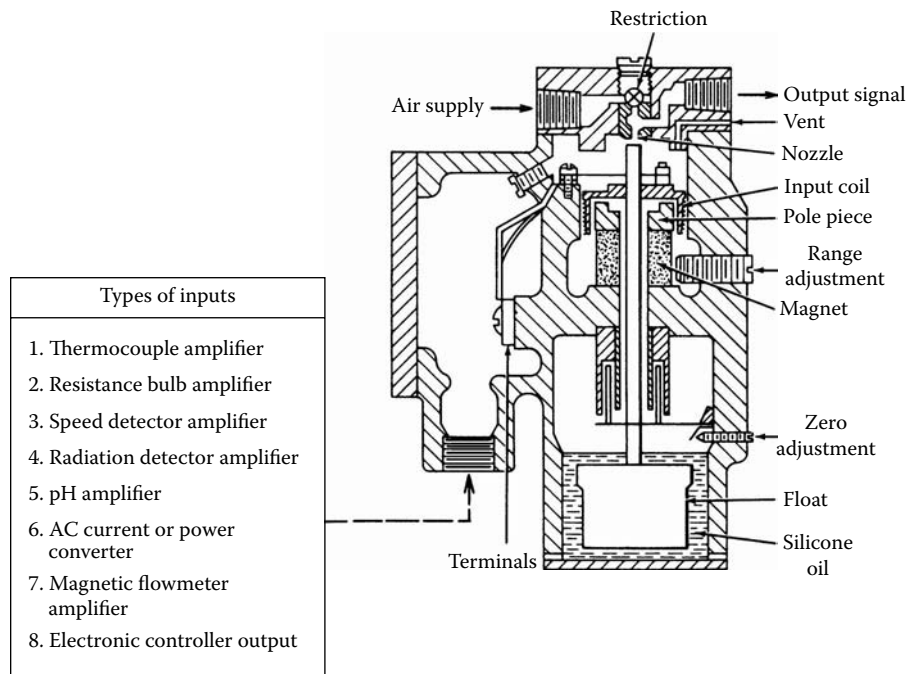 Restriction
Air supply
Output signal
Vent
Nozzle
Input coil
Pole piece
Range
adjustment
Magnet
Types of inputs
1. Thermocouple amplifier
2. Resistance bulb amplifier
3. Speed detector amplifier
4. Radiation detector amplifier
5. pH amplifier
6. AC current or power
converter
7. Magnetic flowmeter
amplifier
8. Electronic controller output
Zero
adjustment
Float
Silicone
oil
Terminals